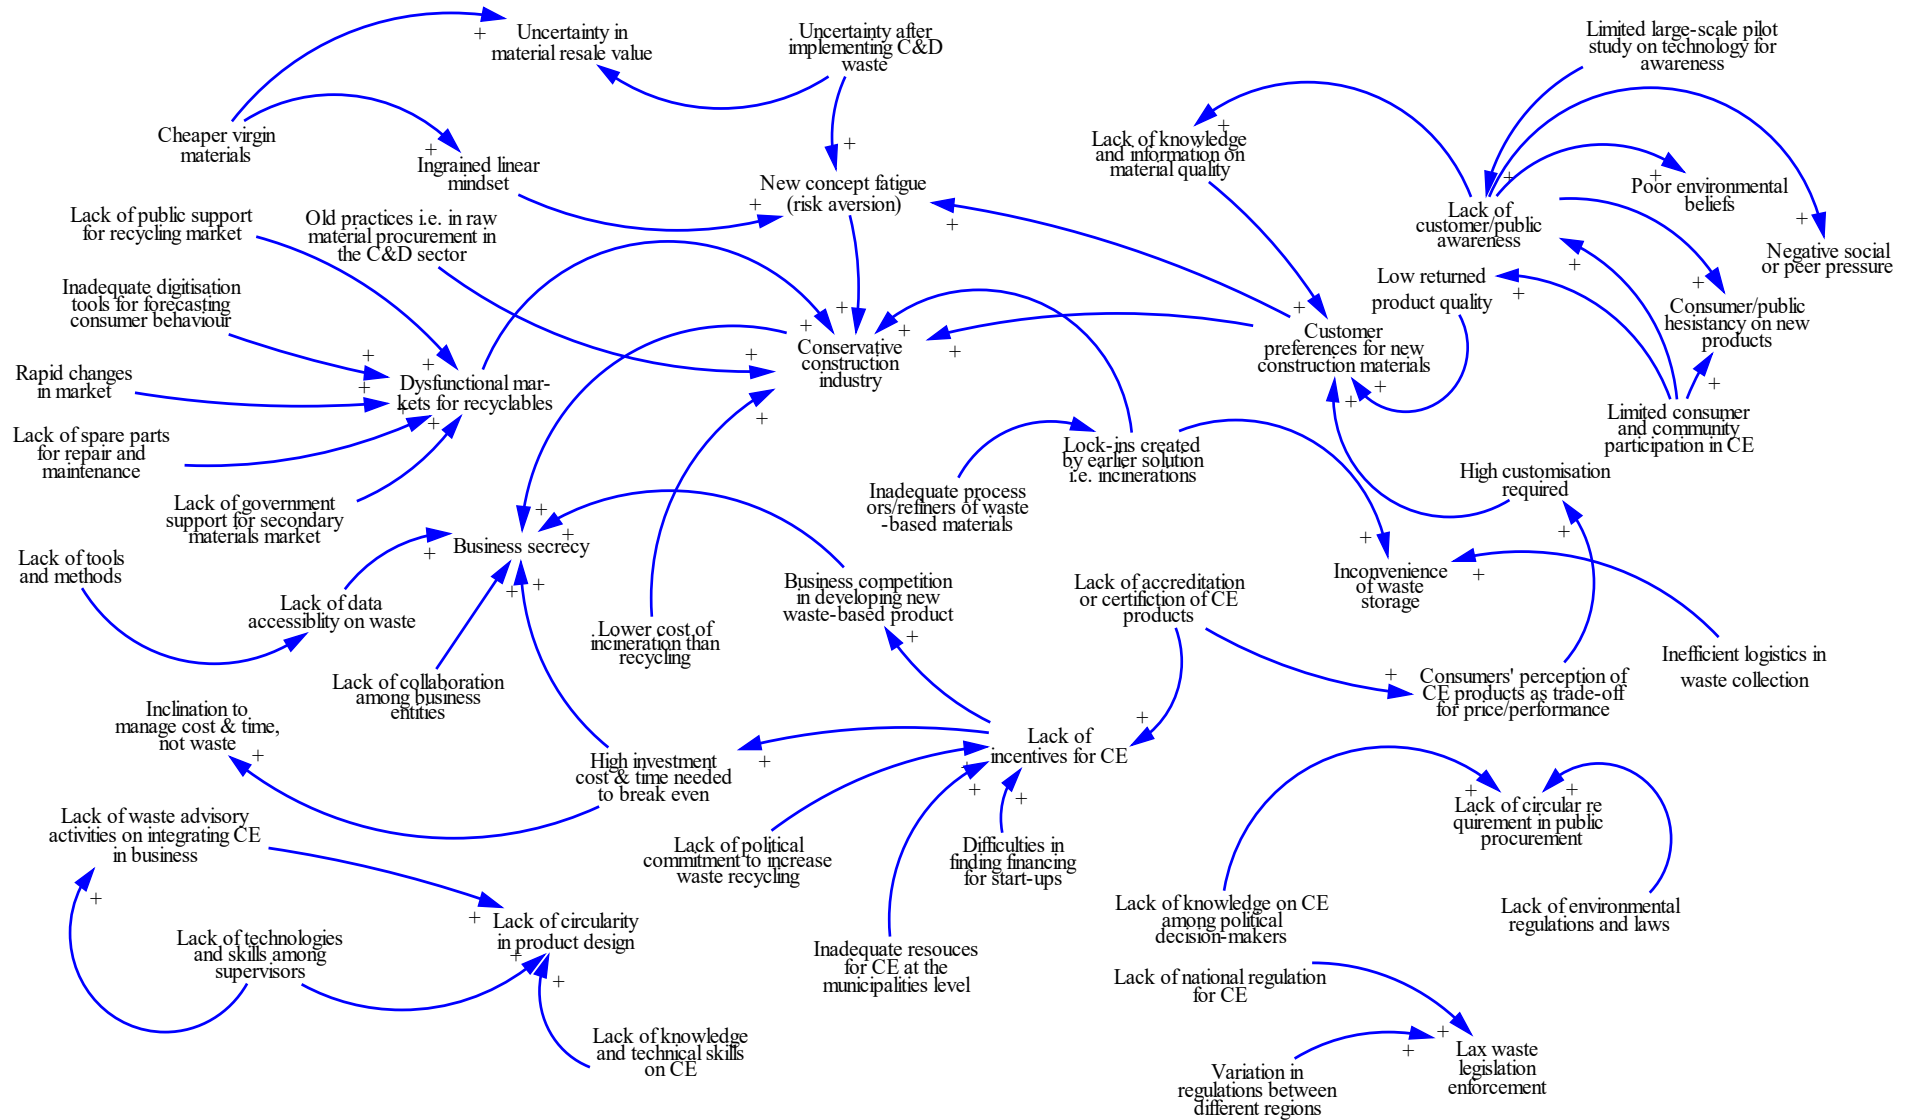 Uncertainty in
material resale value
Uncertainty after
implementing C&D
waste
Limited large-scale pilot
study on technology for
awareness
Cheaper virgin
materials
Ingrained linear
mindset
Lack of knowledge
and information on
material quality
New concept fatigue
(risk aversion)
Poor environmental
beliefs
Lack of
customer/public
awareness
Negative social
or peer pressure
Lack of public support
for recycling market
Old practices i.e. in raw
material procurement in
the C&D sector
Low returned
product quality
Consumer/public
hesistancy on new
products
Inadequate digitisation
tools for forecasting
consumer behaviour
Customer
preferences for new
construction materials
Conservative
construction
industry
Rapid changes
in market
Dysfunctional mar-
kets for recyclables
Limited consumer
and community
participation in CE
Lack of spare parts
for repair and
maintenance
Lock-ins created
by earlier solution
i.e. incinerations
High customisation
required
Inadequate process
ors/refiners of waste
-based materials
Lack of government
support for secondary
materials market
Business secrecy
Lack of tools
and methods
Inconvenience
of waste
storage
Business competition
in developing new
waste-based product
Lack of accreditation
or certifiction of CE
products
Lack of data
accessiblity on waste
Lower cost of
incineration than
recycling
Inefficient logistics in
waste collection
Lack of collaboration
among business
entities
Consumers' perception of
CE products as trade-off
for price/performance
Inclination to
manage cost & time,
not waste
Lack of
incentives for CE
High investment
cost & time needed
to break even
Lack of circular re
quirement in public
procurement
Lack of waste advisory
activities on integrating CE
in business
Lack of political
commitment to increase
waste recycling
Difficulties in
finding financing
for start-ups
Lack of knowledge on CE
among political
decision-makers
Lack of environmental
regulations and laws
Lack of circularity
in product design
Lack of technologies
and skills among
supervisors
Inadequate resouces
for CE at the
municipalities level
Lack of national regulation
for CE
Lack of knowledge
and technical skills
on CE
Lax waste
legislation
enforcement
Variation in
regulations between
different regions